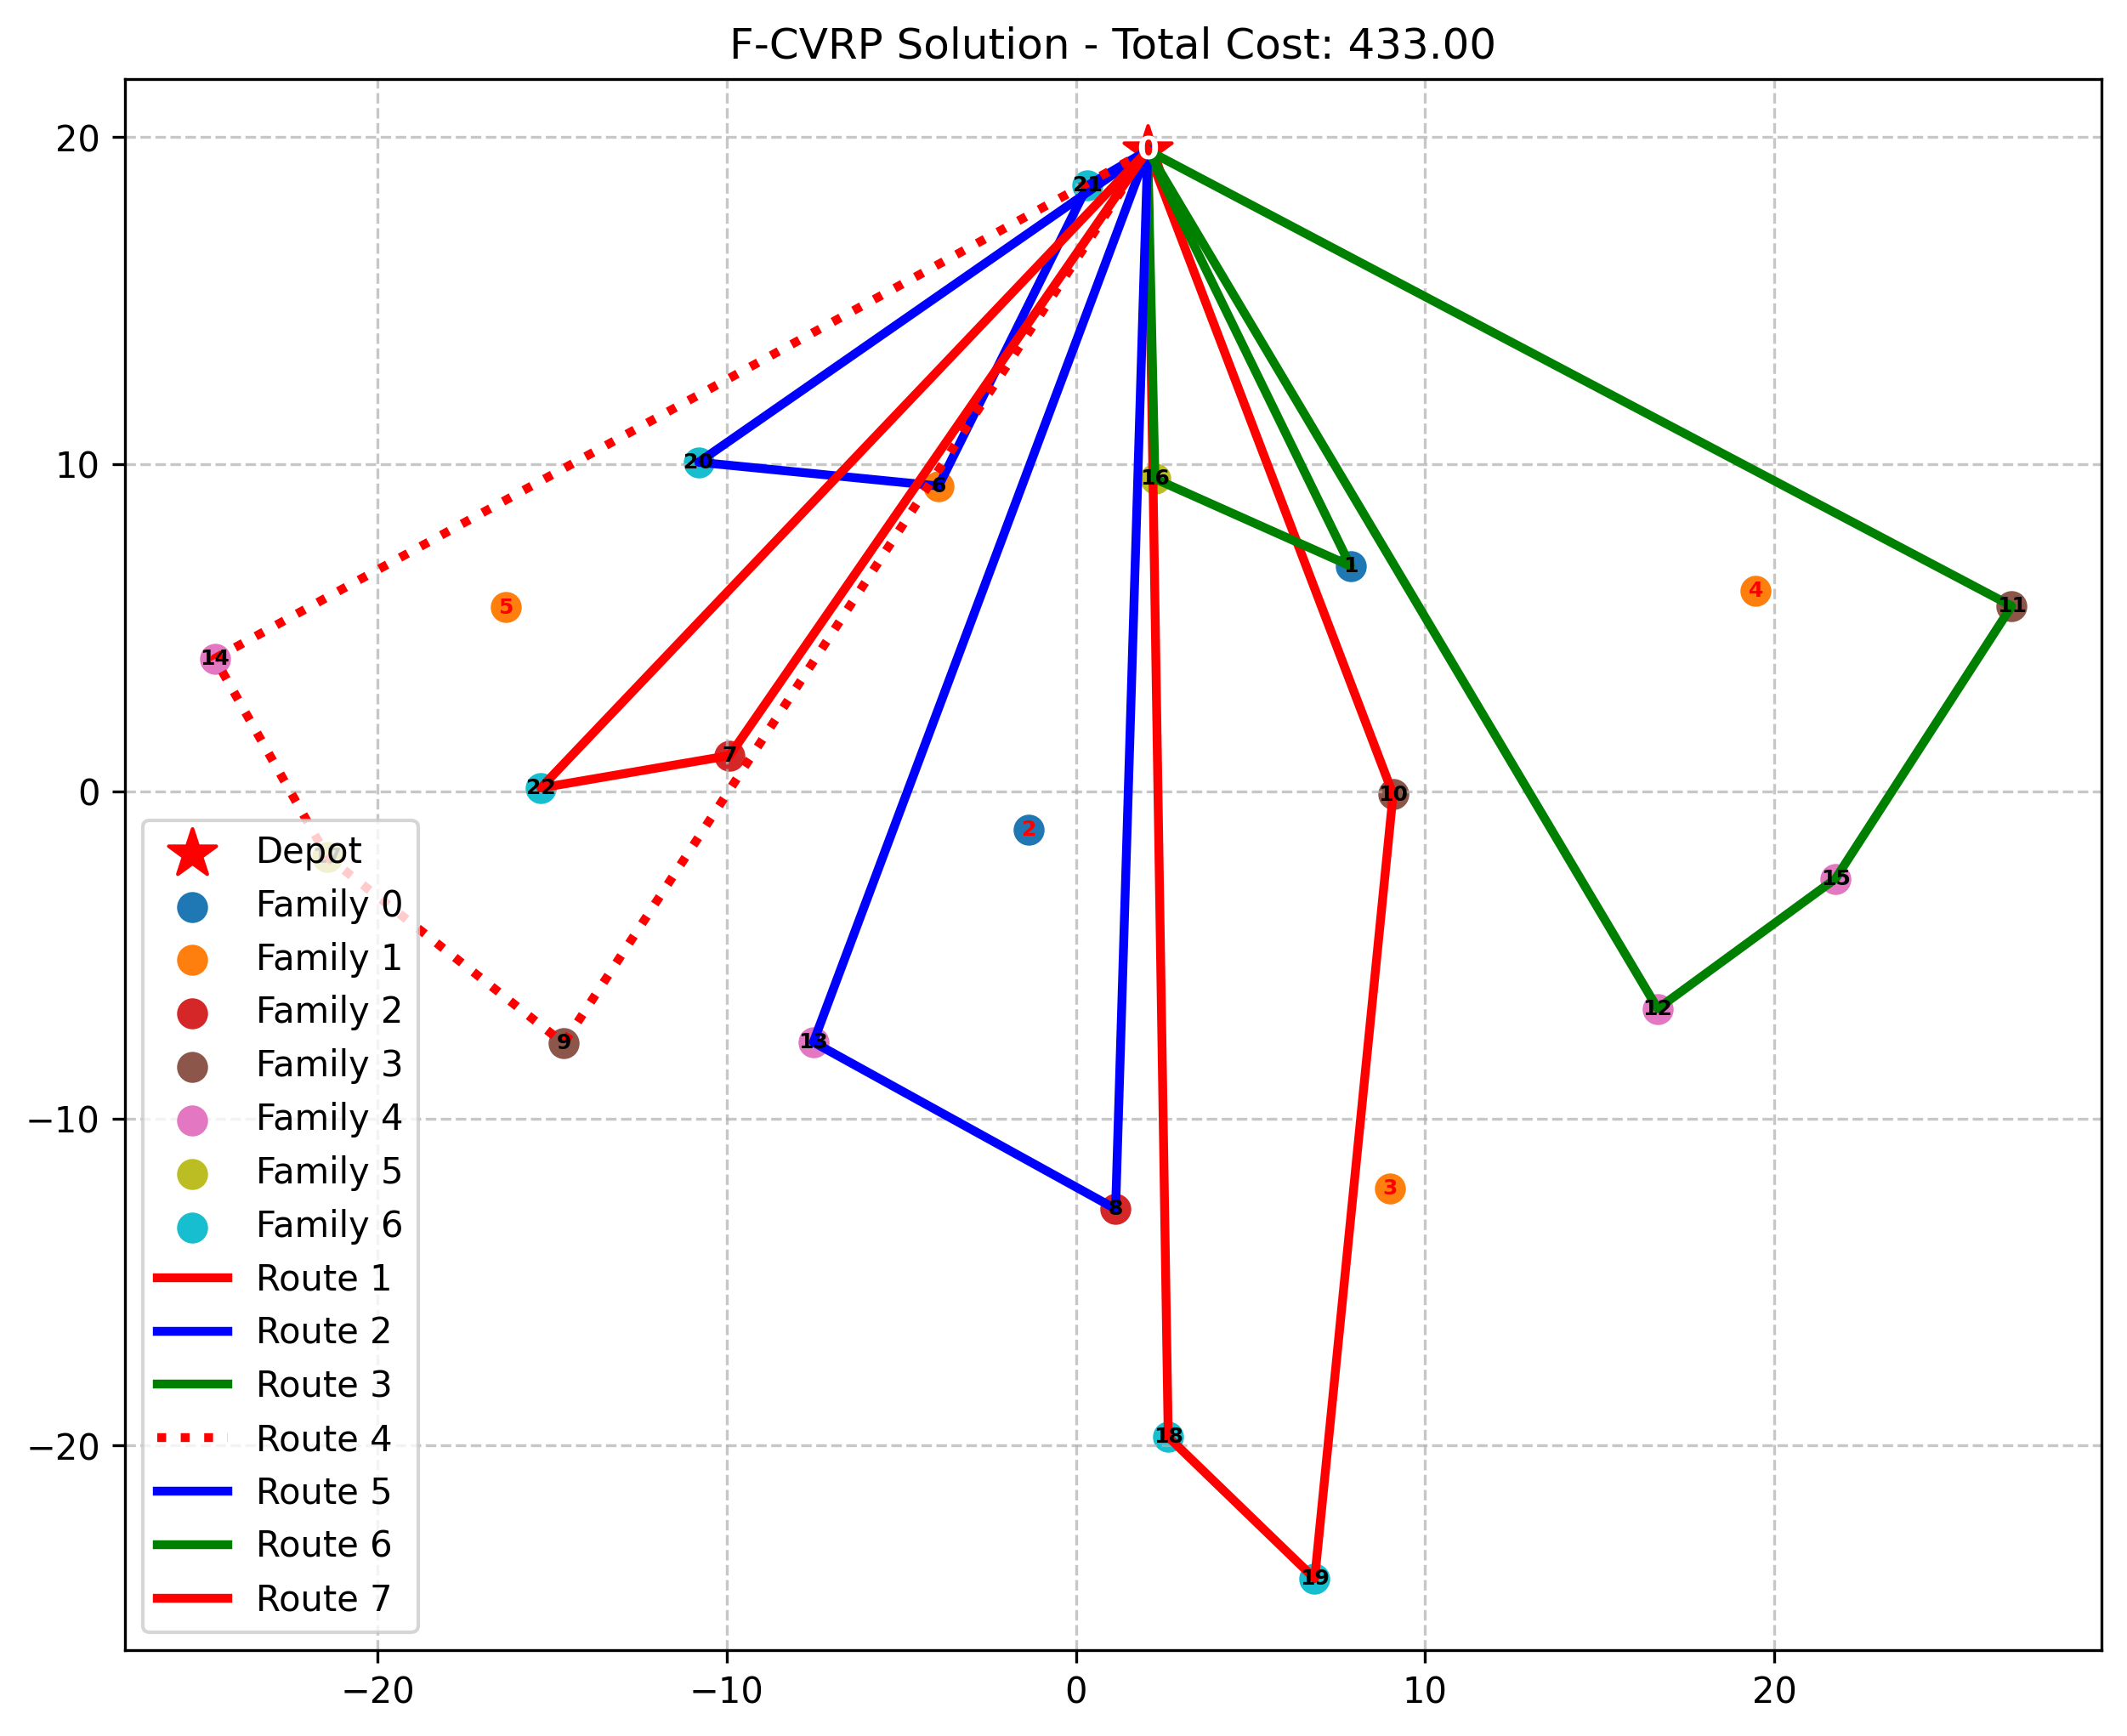 F-CVRP Solution - Total Cost: 433.00
20
10
0
−10
−20
0
21
20
6
16
1
5
4
11
14
7
22
10
2
15
12
13
9
3
8
18
19
Depot
Family 0
Family 1
Family 2
Family 3
Family 4
Family 5
Family 6
Route 1
Route 2
Route 3
Route 4
Route 5
Route 6
Route 7
−20
−10
0
10
20